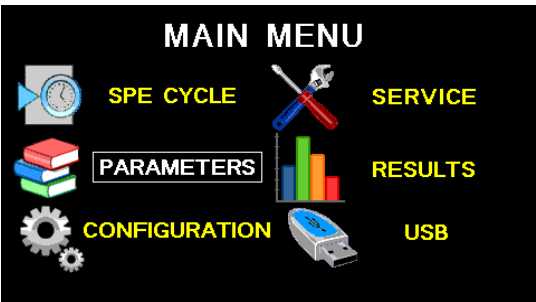 MAIN MENU
SPE CYCLE
SERVICE
PARAMETERS
RESULTS
CONFIGURATION
USB